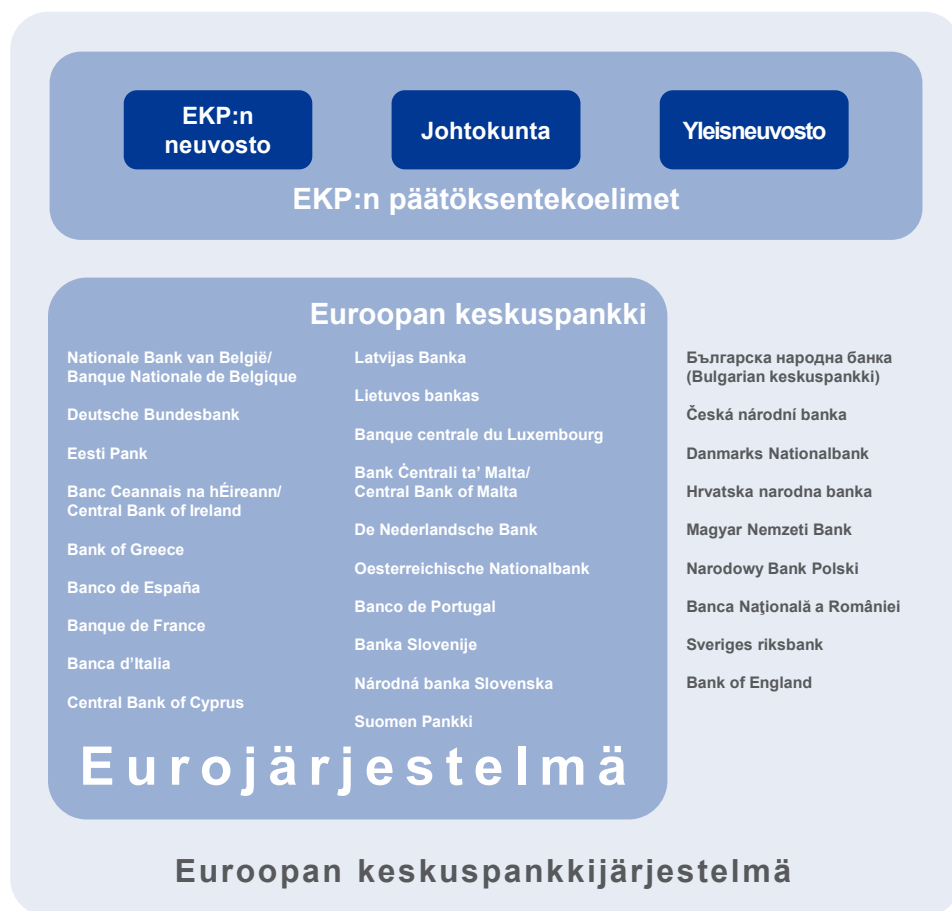 EKP:n
neuvosto
Johtokunta
Yleisneuvosto
EKP:n päätöksentekoelimet
Euroopan keskuspankki
Nationale Bank van België/
Banque Nationale de Belgique
Deutsche Bundesbank
Eesti Pank
Banc Ceannais na hÉireann/
Central Bank of Ireland
Bank of Greece
Banco de España
Banque de France
Banca d'Italia
Central Bank of Cyprus
Latvijas Banka
Lietuvos bankas
Banque centrale du Luxembourg
Bank Ċentrali ta' Malta/
Central Bank of Malta
De Nederlandsche Bank
Oesterreichische Nationalbank
Banco de Portugal
Banka Slovenije
Národná banka Slovenska
Suomen Pankki
Eurojärjestelmä
Българска народна банка
(Bulgarian keskuspankki)
Česká národní banka
Danmarks Nationalbank
Hrvatska narodna banka
Magyar Nemzeti Bank
Narodowy Bank Polski
Banca Naţională a României
Sveriges riksbank
Bank of England
Euroopan keskuspankkijärjestelmä